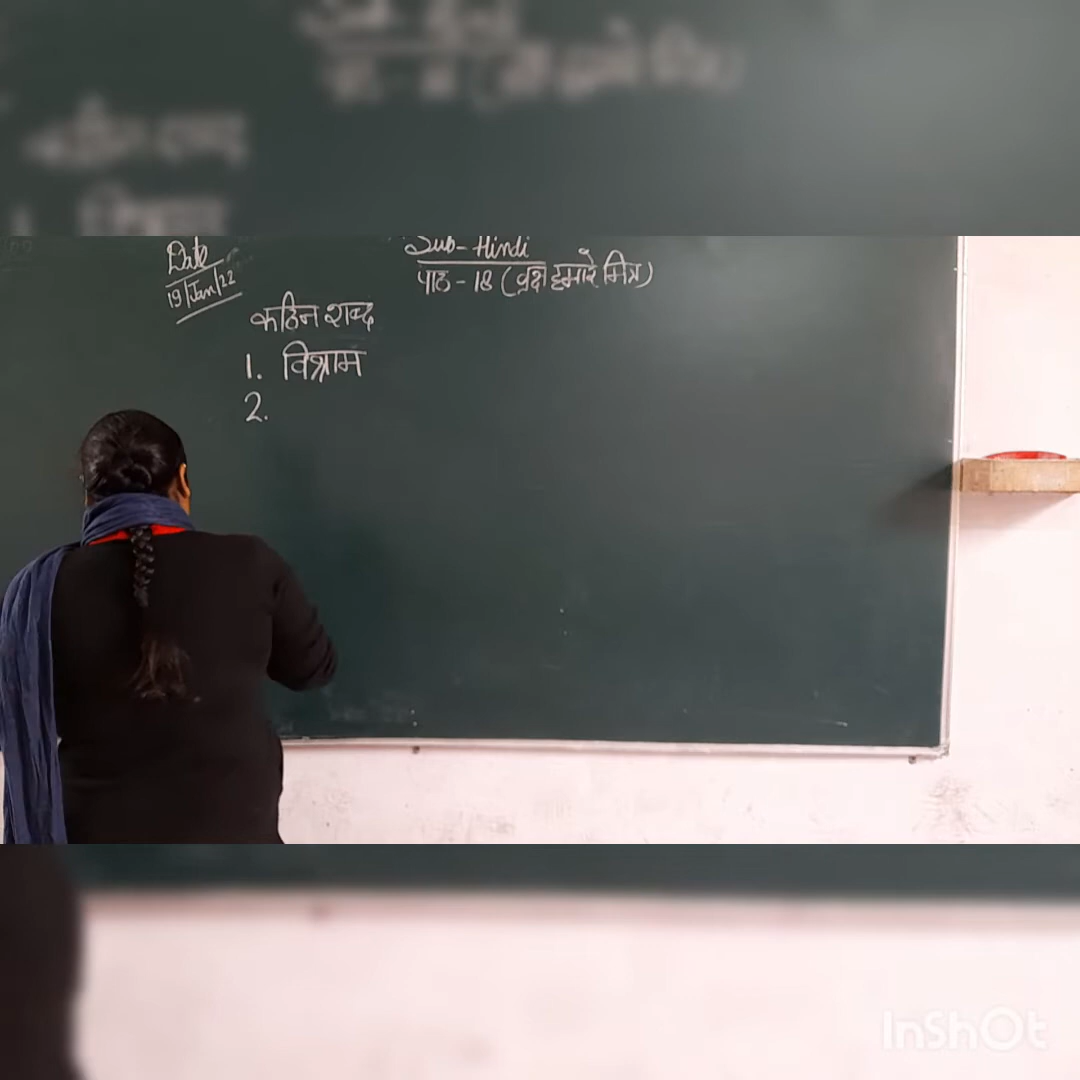 Date
19/Jan/22
Sub-Hindi
पाठ - 18 (वृक्ष हमारे मित्र)
कठिन शब्द
1. विश्राम
2.
InShOt